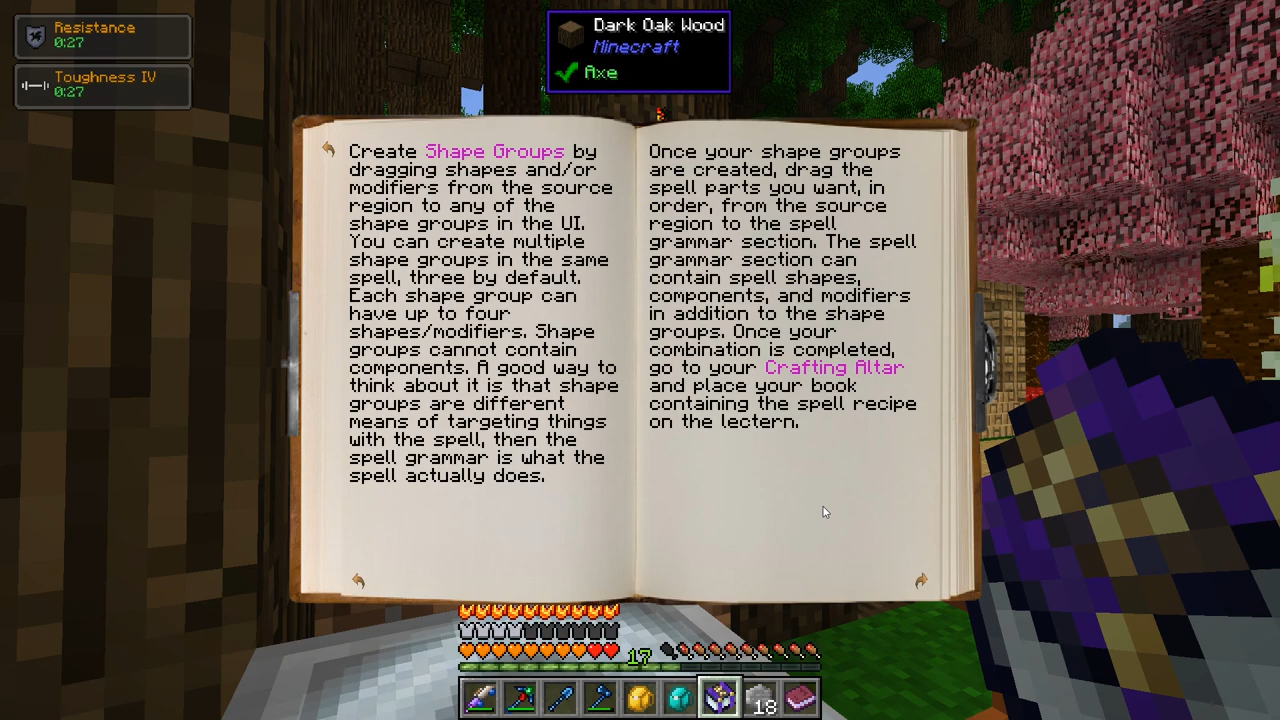 Resistance
0:27
Toughness IV
0:27
Dark Oak Wood
Minecraft
Axe
Create Shape Groups by
dragging shapes and/or
modifiers from the source
region to any of the
shape groups in the UI.
You can create multiple
shape groups in the same
spell, three by default.
Each shape group can
have up to four
shapes/modifiers. Shape
groups cannot contain
components. A good way to
think about it is that shape
groups are different
means of targeting things
with the spell, then the
spell grammar is what the
spell actually does.
Once your shape groups
are created, drag the
spell parts you want, in
order, from the source
region to the spell
grammar section. The spell
grammar section can
contain spell shapes,
components, and modifiers
in addition to the shape
groups. Once your
combination is completed,
go to your Crafting Altar
and place your book
containing the spell recipe
on the lectern.
17
18